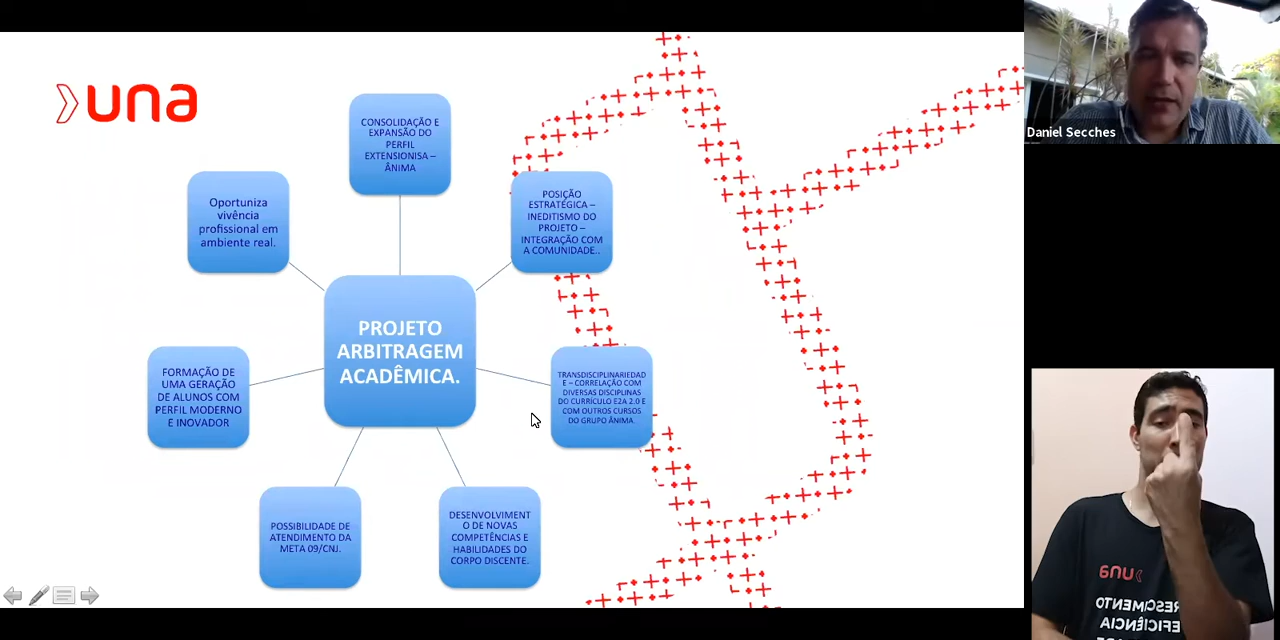 una
CONSOLIDAÇÃO E
EXPANSÃO DO
PERFIL
EXTENSIONISA –
ÂNIMA
Oportuniza
vivência
profissional em
ambiente real.
POSIÇÃO
ESTRATÉGICA –
INEDITISMO DO
PROJETO –
INTEGRAÇÃO COM
A COMUNIDADE..
PROJETO
ARBITRAGEM
ACADÊMICA.
FORMAÇÃO DE
UMA GERAÇÃO
DE ALUNOS COM
PERFIL MODERNO
E INOVADOR
TRANSDISCIPLINARIEDAD
E – CORRELAÇÃO COM
DIVERSAS DISCIPLINAS
DO CURRÍCULO E2A 2.0 E
COM OUTROS CURSOS
DO GRUPO ÂNIMA.
POSSIBILIDADE DE
ATENDIMENTO DA
META 09/CNJ.
DESENVOLVIMENT
O DE NOVAS
COMPETÊNCIAS E
HABILIDADES DO
CORPO DISCENTE.
Daniel Secches
una
RESCIMENTO
EFICIÊNCIA